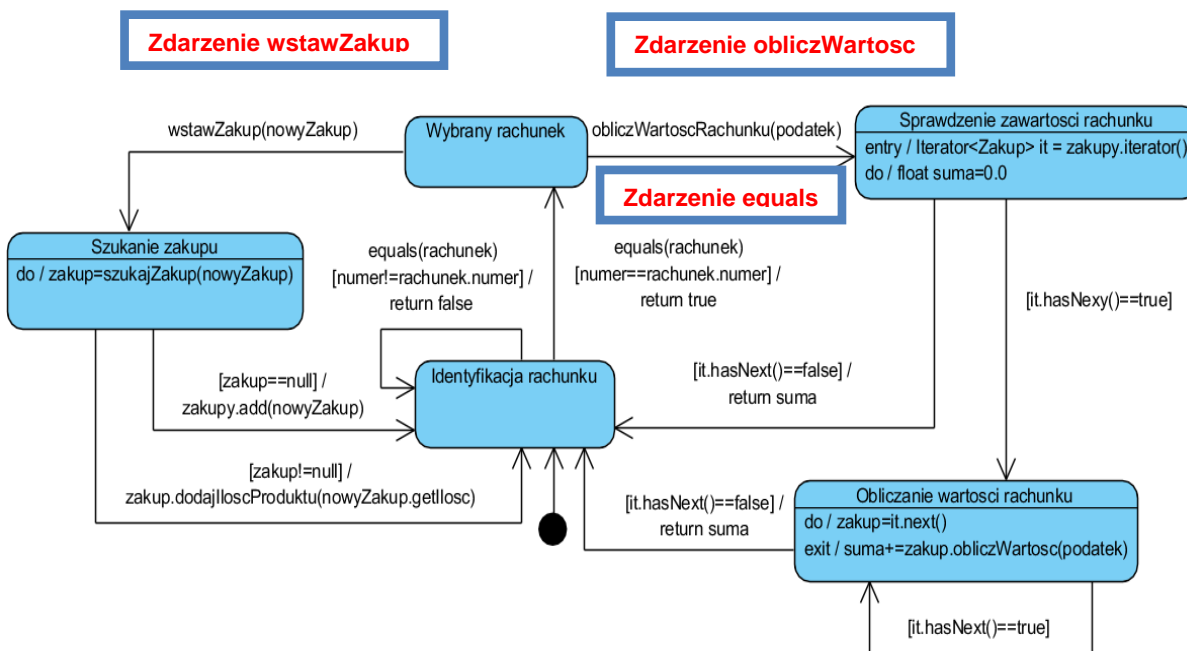 Zdarzenie wstawZakup
Zdarzenie obliczWartosc
wstawZakup(nowyZakup)
Wybrany rachunek
obliczWartoscRachunku(podatek)
Sprawdzenie zawartosci rachunku
entry / Iterator<Zakup> it = zakupy.iterator()
do / float suma=0.0
Zdarzenie equals
Szukanie zakupu
do / zakup=szukajZakup(nowyZakup)
equals(rachunek)
[numer!=rachunek.numer] /
return false
equals(rachunek)
[numer==rachunek.numer] /
return true
[it.hasNexy()==true]
[zakup==null] /
zakupy.add(nowyZakup)
Identyfikacja rachunku
[it.hasNext()==false] /
return suma
[zakup!=null] /
zakup.dodajIloscProduktu(nowyZakup.getIlosc)
[it.hasNext()==false] /
return suma
Obliczanie wartosci rachunku
do / zakup=it.next()
exit / suma+=zakup.obliczWartosc(podatek)
[it.hasNext()==true]